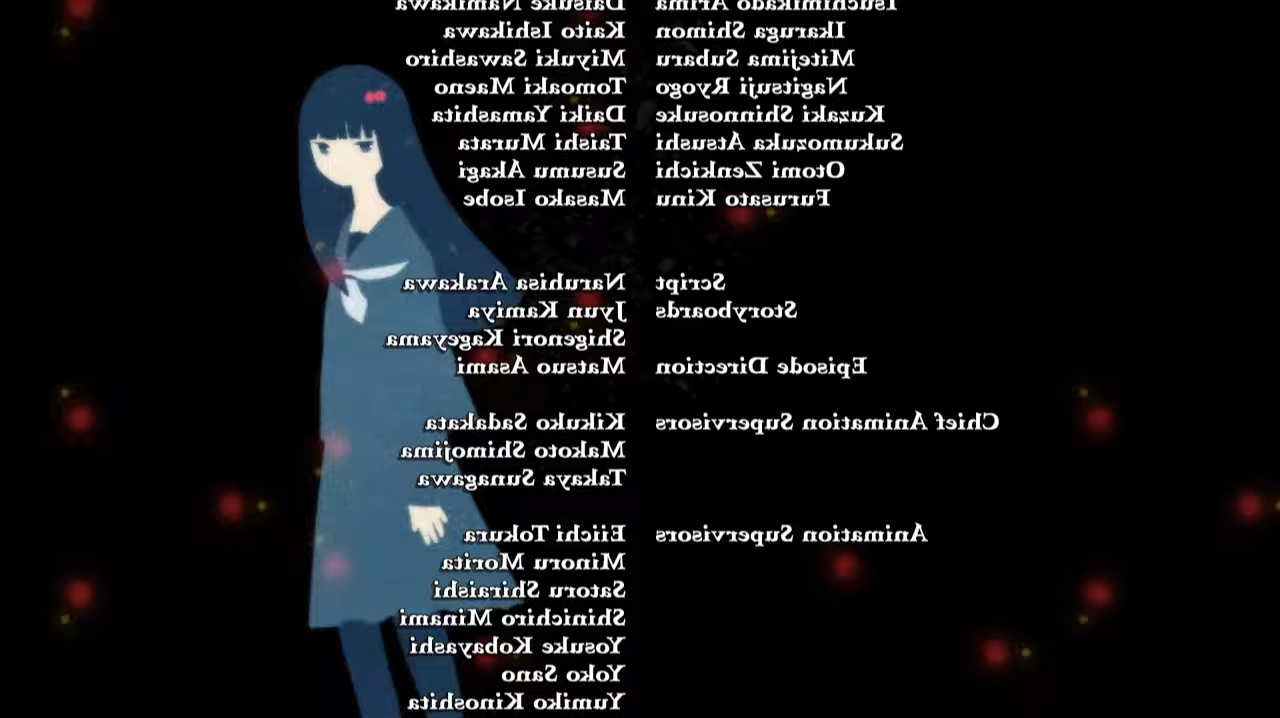 Tsuchimikado Arima Daisuke Namikawa
Ikaruga Shimon Kaito Ishikawa
Mitejima Subaru Miyuki Sawashiro
Nagitsuji Ryogo Tomoaki Maeno
Kuzaki Shinnosuke Daiki Yamashita
Sukumozuka Atsushi Taishi Murata
Otomi Zenkichi Susumu Akagi
Furusato Kinu Masako Isobe
Script Naruhisa Arakawa
Storyboards Jyun Kamiya
Shigenori Kageyama
Episode Direction Matsuo Asami
Chief Animation Supervisors Kikuko Sadakata
Makoto Shimojima
Takaya Sunagawa
Animation Supervisors Eiichi Tokura
Minoru Morita
Satoru Shiraishi
Shinichiro Minami
Yosuke Kobayashi
Yoko Sano
Yumiko Kinoshita